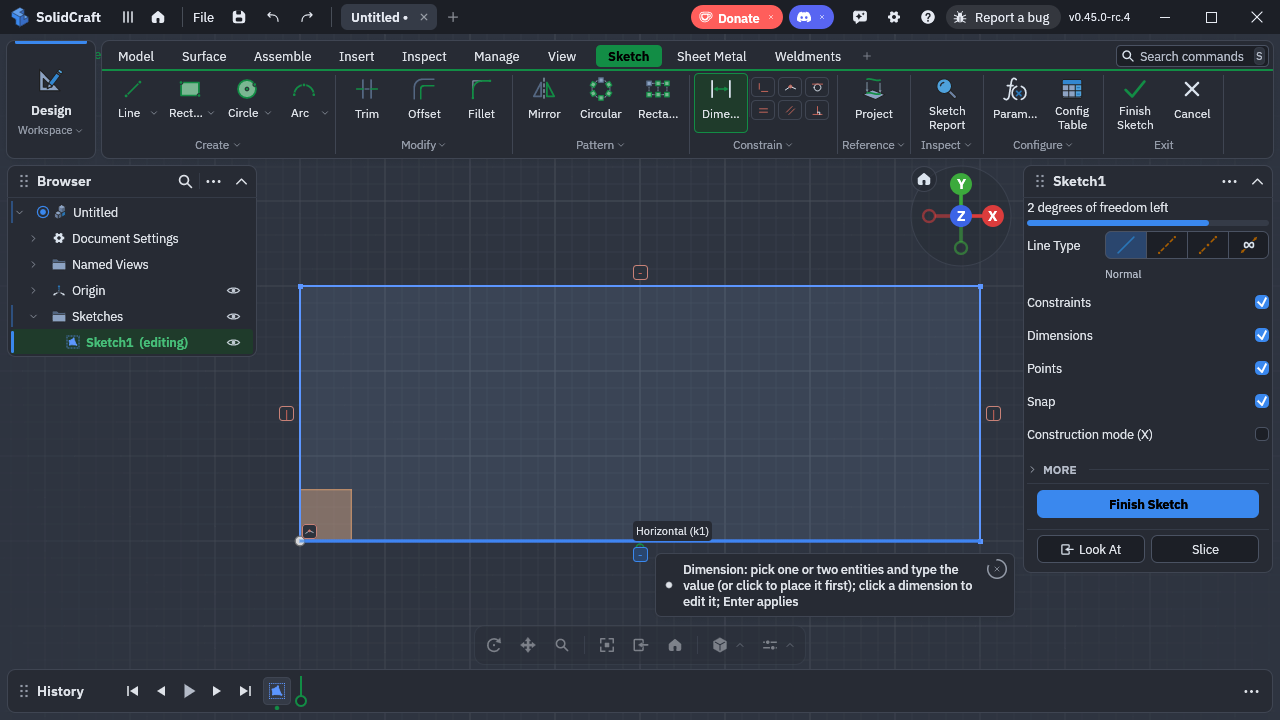 SolidCraft
File
Untitled •
Donate
Report a bug
v0.45.0-rc.4
Design
Workspace
Model
Surface
Assemble
Insert
Inspect
Manage
View
Sketch
Sheet Metal
Weldments
Search commands
S
Line
Rect...
Circle
Arc
Create
Trim
Offset
Fillet
Modify
Mirror
Circular
Recta...
Pattern
Dime...
Constrain
Project
Reference
Sketch
Report
Inspect
Param...
Config
Table
Configure
Finish
Sketch
Cancel
Exit
Browser
Untitled
Document Settings
Named Views
Origin
Sketches
Sketch1 (editing)
Y
Z
X
Horizontal (k1)
Dimension: pick one or two entities and type the
value (or click to place it first); click a dimension to
edit it; Enter applies
Sketch1
2 degrees of freedom left
Line Type
Normal
Constraints
Dimensions
Points
Snap
Construction mode (X)
MORE
Finish Sketch
Look At
Slice
History